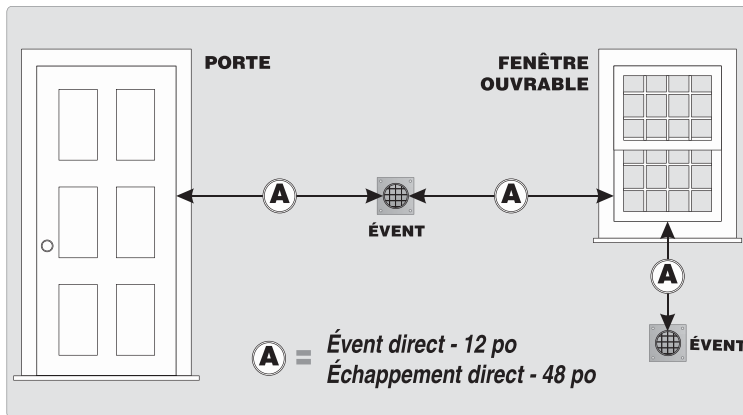 PORTE
FENÊTRE
OUVRABLE
A
A
ÉVENT
A
ÉVENT
A = Évent direct - 12 po
Échappement direct - 48 po